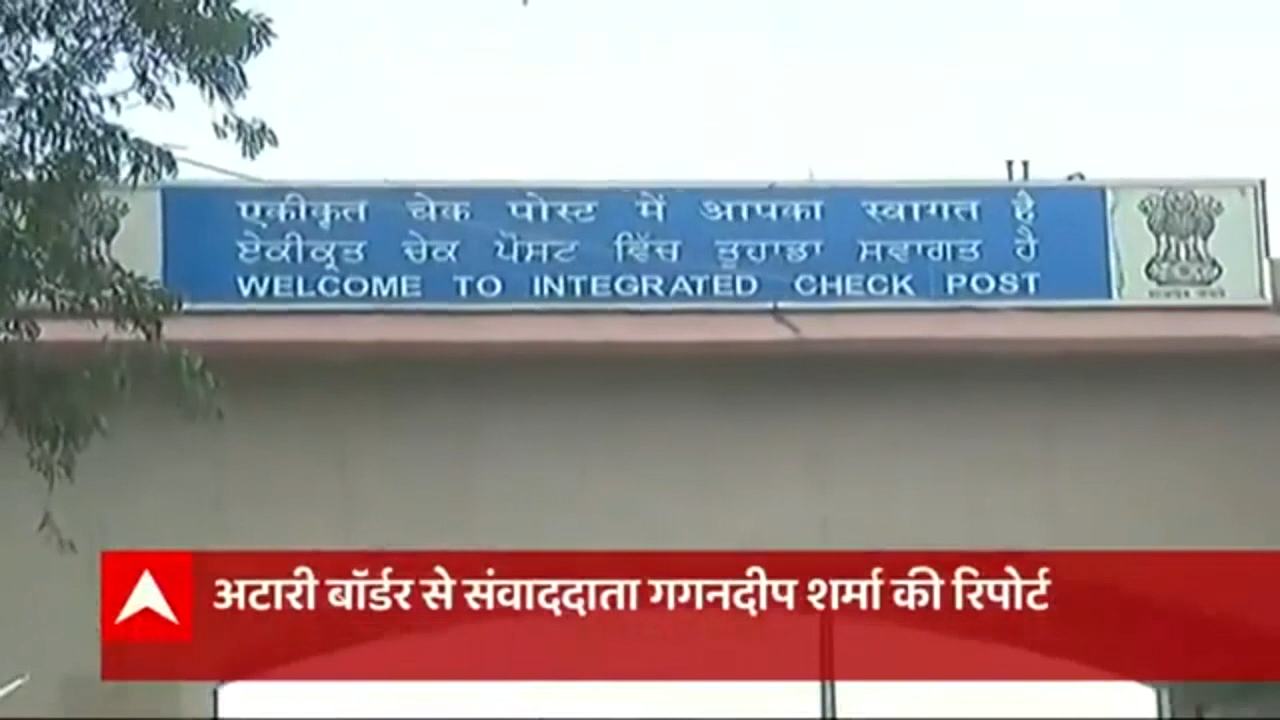 एकीकृत चेक पोस्ट में आपका स्वागत है
ਏਕੀਕ੍ਰਤ ਚੇਕ ਪੋਸਟ ਵਿੱਚ ਤੁਹਾਡਾ ਸਵਾਗਤ ਹੈ
WELCOME TO INTEGRATED CHECK POST
अटारी बॉर्डर से संवाददाता गगनदीप शर्मा की रिपोर्ट